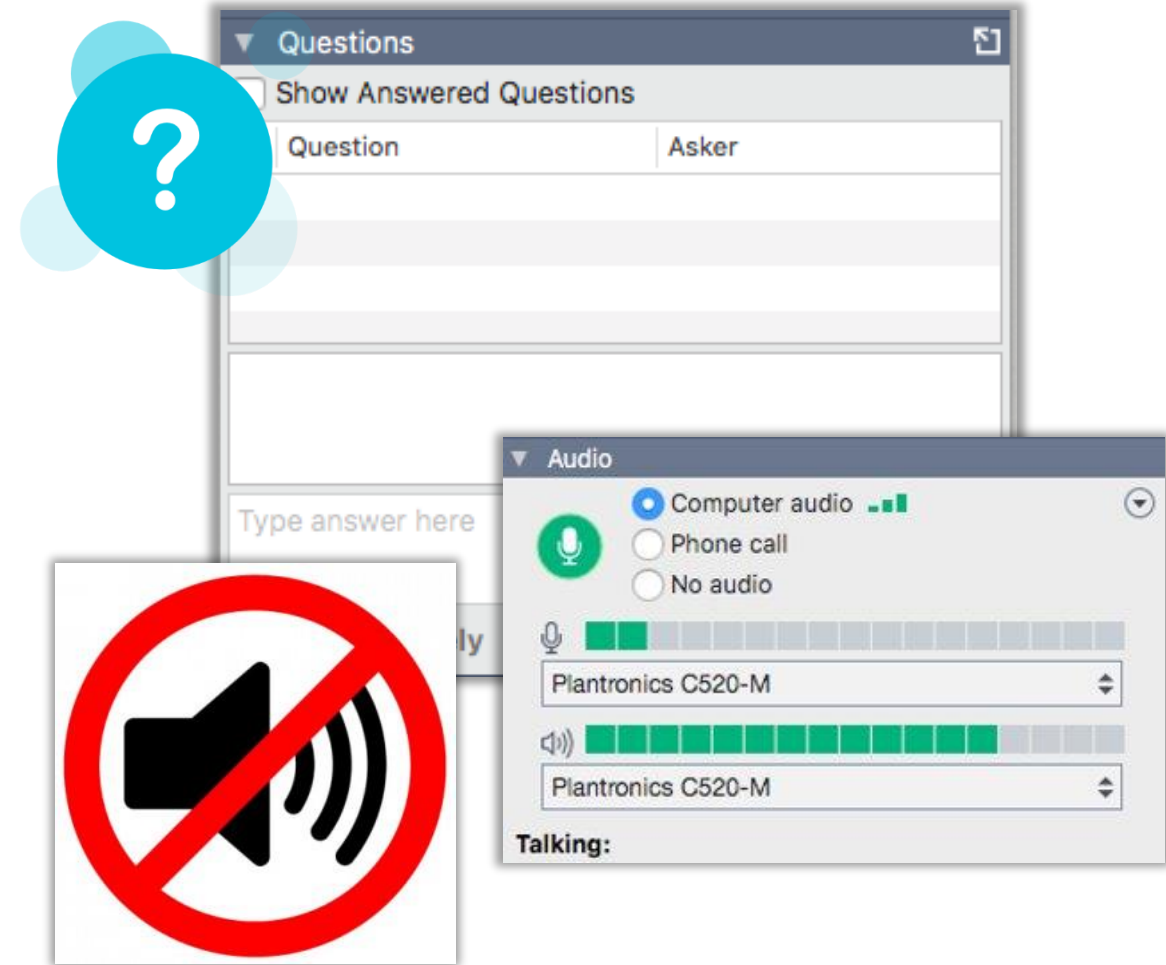 ?
Questions
Show Answered Questions
Question Asker
Type answer here
ly
Audio
Computer audio
Phone call
No audio
Plantronics C520-M
Plantronics C520-M
Talking: